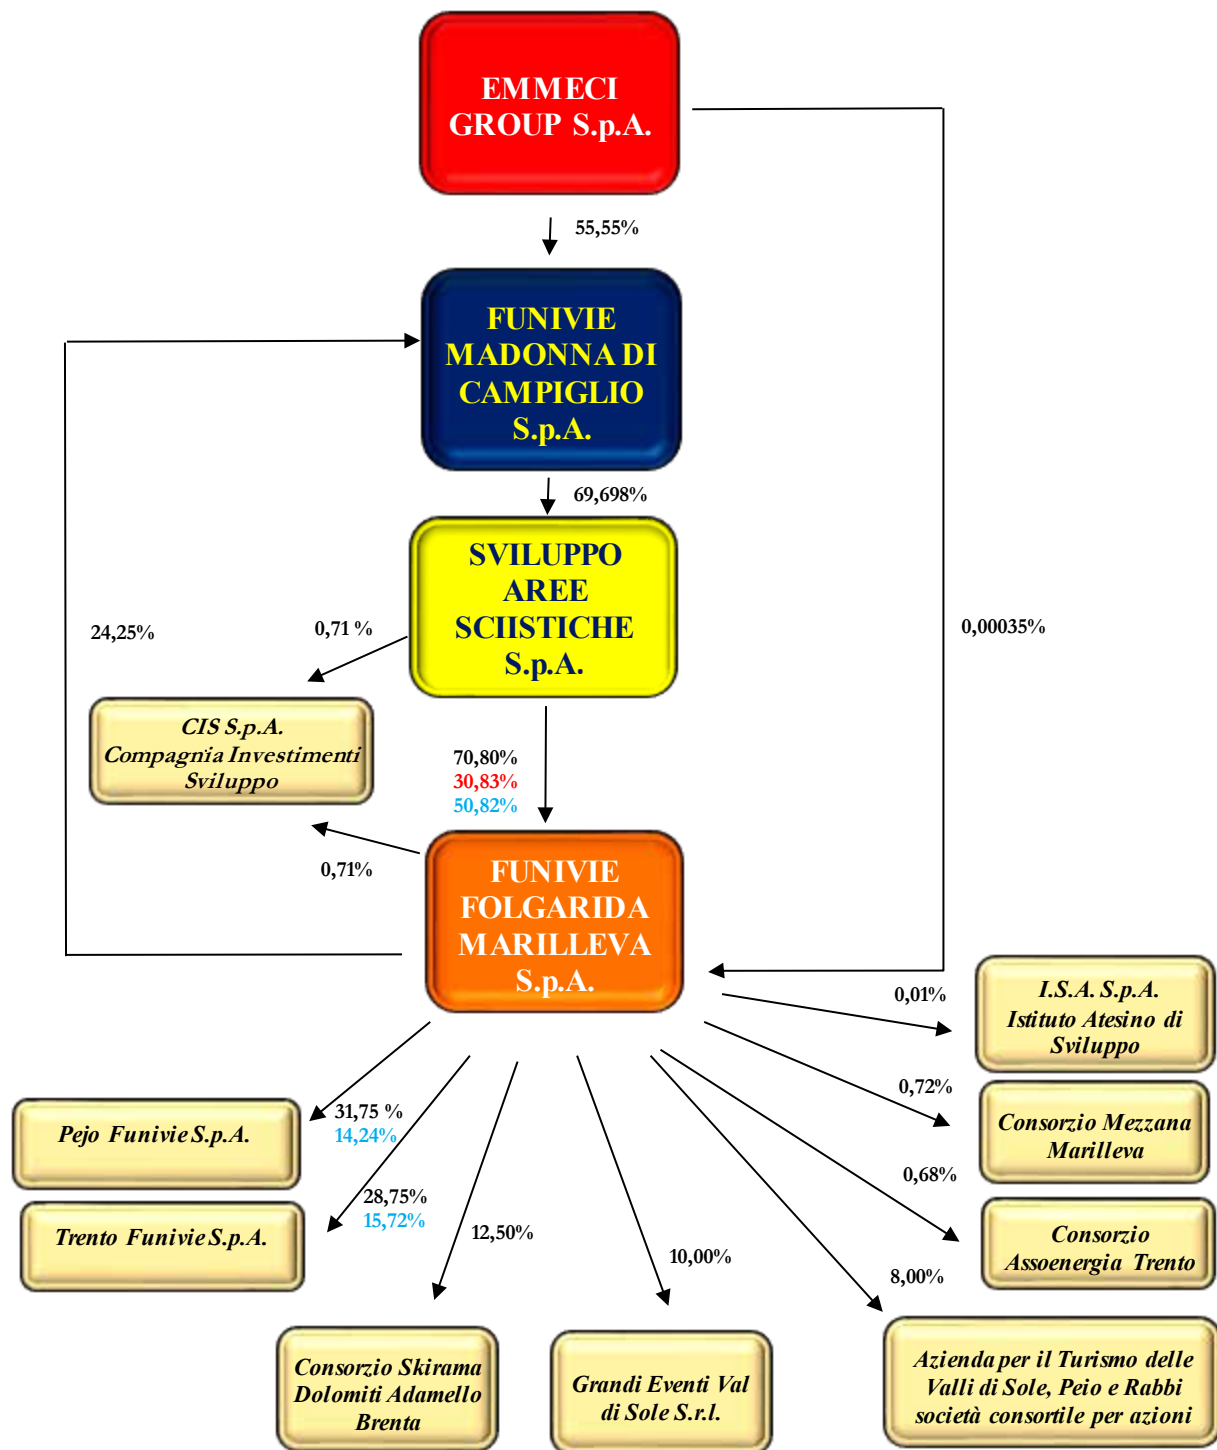 EMMECI
GROUP S.p.A.
55,55%
FUNIVIE
MADONNA DI
CAMPIGLIO
S.p.A.
69,698%
SVILUPPO
AREE
SCIISTICHE
S.p.A.
24,25%
0,71 %
0,00035%
CIS S.p.A.
Compagnia Investimenti
Sviluppo
70,80%
30,83%
50,82%
0,71%
FUNIVIE
FOLGARIDA
MARILLEVA
S.p.A.
0,01%
I.S.A. S.p.A.
Istituto Atesino di
Sviluppo
0,72%
Consorzio Mezzana
Marilleva
31,75 %
14,24%
Pejo Funivie S.p.A.
0,68%
28,75%
15,72%
Trento Funivie S.p.A.
12,50%
10,00%
8,00%
Consorzio
Assoenergia Trento
Consorzio Skirama
Dolomiti Adamello
Brenta
Grandi Eventi Val
di Sole S.r.l.
Azienda per il Turismo delle
Valli di Sole, Peio e Rabbi
società consortile per azioni